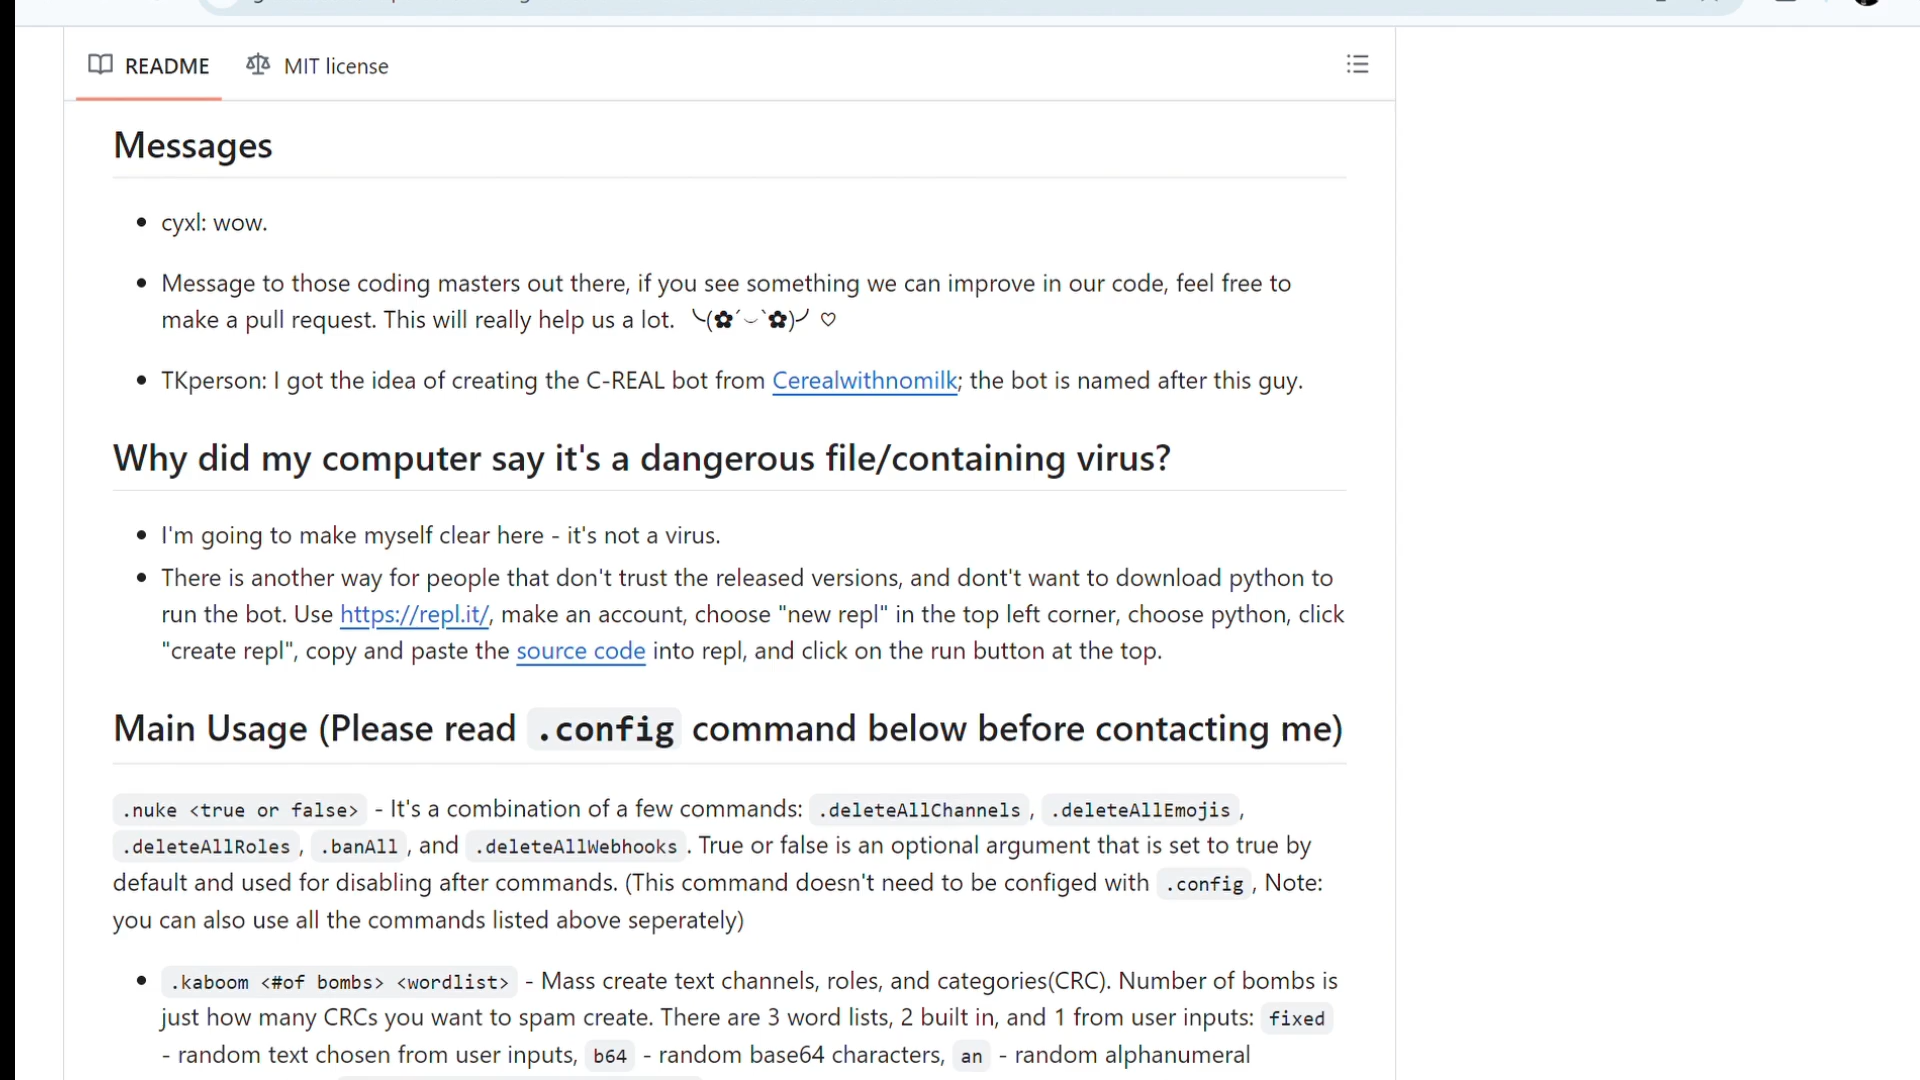 README MIT license
Messages
cyxl: wow.
Message to those coding masters out there, if you see something we can improve in our code, feel free to
make a pull request. This will really help us a lot. ╰(✿´⌣`✿)╯♡
TKperson: I got the idea of creating the C-REAL bot from Cerealwithnomilk; the bot is named after this guy.
Why did my computer say it's a dangerous file/containing virus?
I'm going to make myself clear here - it's not a virus.
There is another way for people that don't trust the released versions, and dont't want to download python to
run the bot. Use https://repl.it/, make an account, choose "new repl" in the top left corner, choose python, click
"create repl", copy and paste the source code into repl, and click on the run button at the top.
Main Usage (Please read .config command below before contacting me)
.nuke <true or false> - It's a combination of a few commands: .deleteAllChannels , .deleteAllEmojis ,
.deleteAllRoles , .banAll , and .deleteAllWebhooks . True or false is an optional argument that is set to true by
default and used for disabling after commands. (This command doesn't need to be configed with .config , Note:
you can also use all the commands listed above seperately)
.kaboom <#of bombs> <wordlist> - Mass create text channels, roles, and categories(CRC). Number of bombs is
just how many CRCs you want to spam create. There are 3 word lists, 2 built in, and 1 from user inputs: fixed
- random text chosen from user inputs, b64 - random base64 characters, an - random alphanumeral